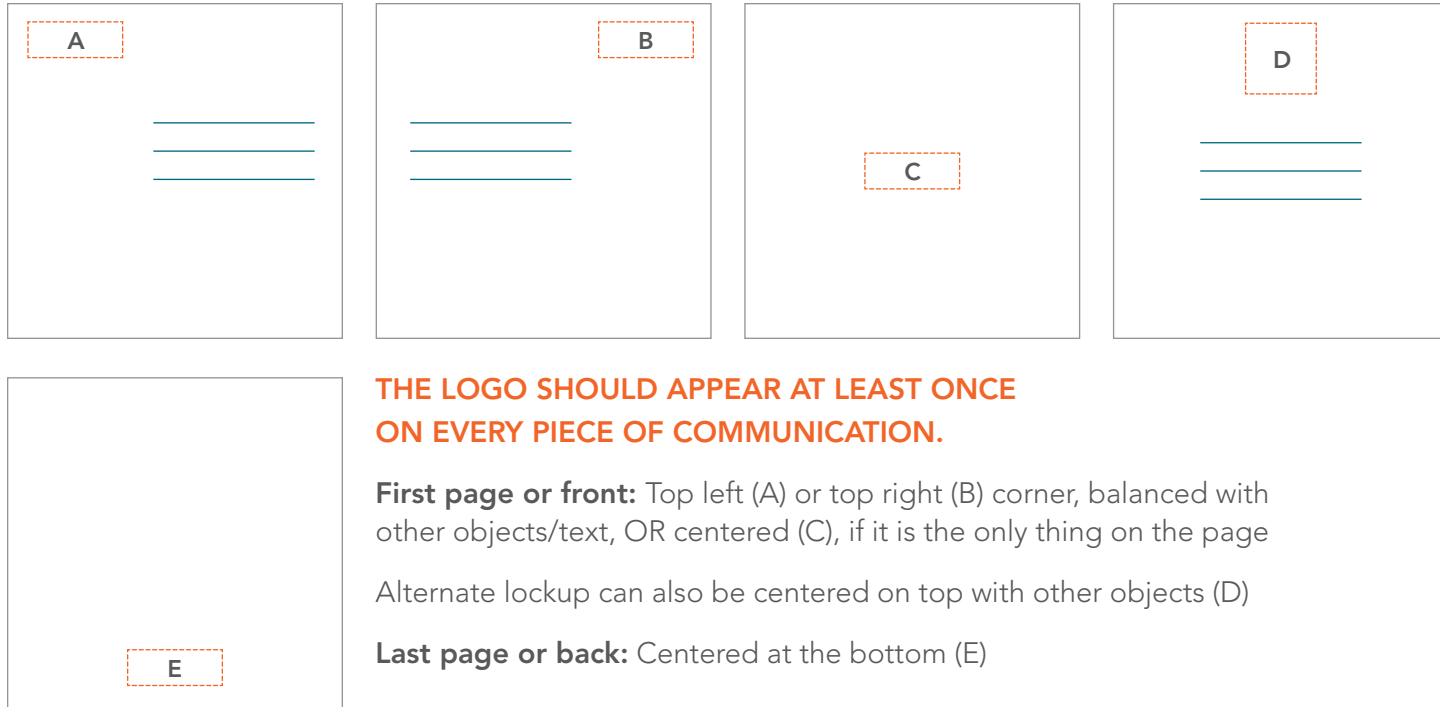 A
B
C
D
THE LOGO SHOULD APPEAR AT LEAST ONCE
ON EVERY PIECE OF COMMUNICATION.
First page or front: Top left (A) or top right (B) corner, balanced with
other objects/text, OR centered (C), if it is the only thing on the page
Alternate lockup can also be centered on top with other objects (D)
Last page or back: Centered at the bottom (E)
E